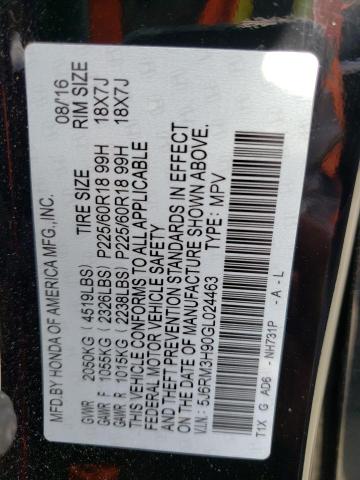 MFD.BY HONDA OF AMERICA MFG.,INC. 08/16
TIRE SIZE RIM SIZE
GVWR 2050KG (4519LBS)
GAWR F 1055KG (2326LBS) P225/60R18 99H 18X7J
GAWR R 1015KG (2238LBS) P225/60R18 99H 18X7J
THIS VEHICLE CONFORMS TO ALL APPLICABLE
FEDERAL MOTOR VEHICLE SAFETY AND THEFT
PREVENTION STANDARDS IN EFFECT
ON THE DATE OF MANUFACTURE SHOWN ABOVE.
V.I.N: 5J6RM3H90GL024463 TYPE: MPV
T1X G AD6 -NH731P -A-L